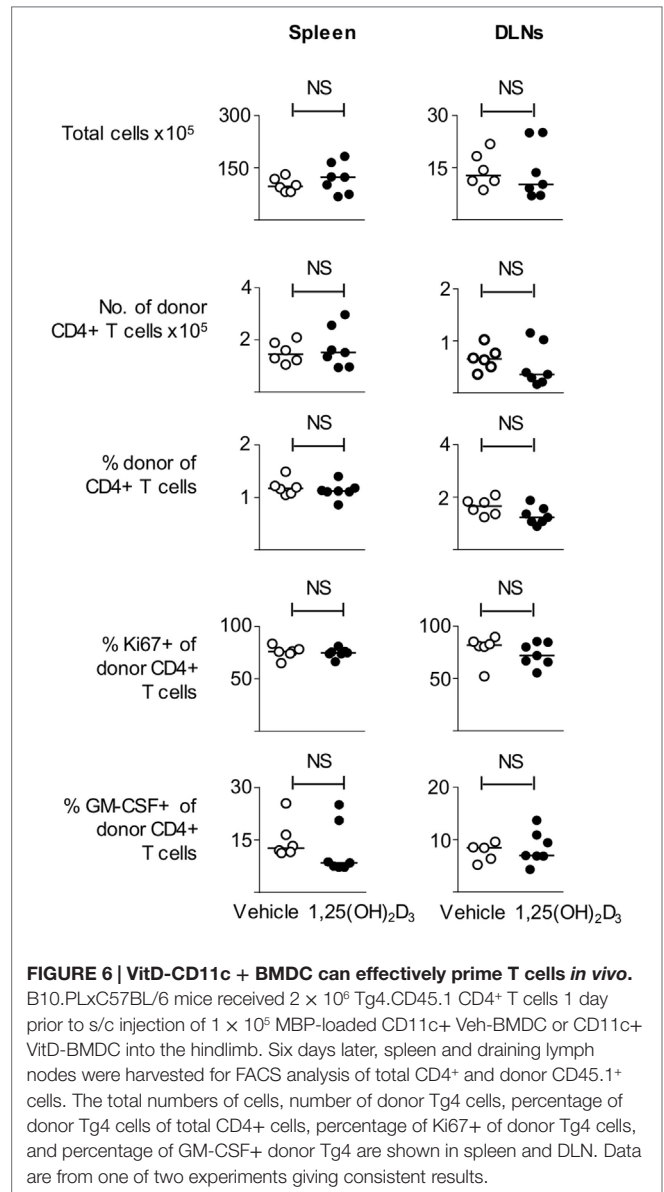 Spleen DLNs
NS NS
Total cells x10⁵
300 30
150 15
NS NS
No. of donor
CD4+ T cells x10⁵
4 2
2 1
NS NS
% donor of
CD4+ T cells
2 4
1 2
NS NS
% Ki67+ of
donor CD4+
T cells
100 100
50 50
NS NS
% GM-CSF+ of
donor CD4+
T cells
30 20
15 10
Vehicle 1,25(OH)₂D₃ Vehicle 1,25(OH)₂D₃
FIGURE 6 | VitD-CD11c + BMDC can effectively prime T cells in vivo.
B10.PLxC57BL/6 mice received 2 × 10⁶ Tg4.CD45.1 CD4⁺ T cells 1 day
prior to s/c injection of 1 × 10⁵ MBP-loaded CD11c+ Veh-BMDC or CD11c+
VitD-BMDC into the hindlimb. Six days later, spleen and draining lymph
nodes were harvested for FACS analysis of total CD4⁺ and donor CD45.1⁺
cells. The total numbers of cells, number of donor Tg4 cells, percentage of
donor Tg4 cells of total CD4+ cells, percentage of Ki67+ of donor Tg4 cells,
and percentage of GM-CSF+ donor Tg4 are shown in spleen and DLN. Data
are from one of two experiments giving consistent results.